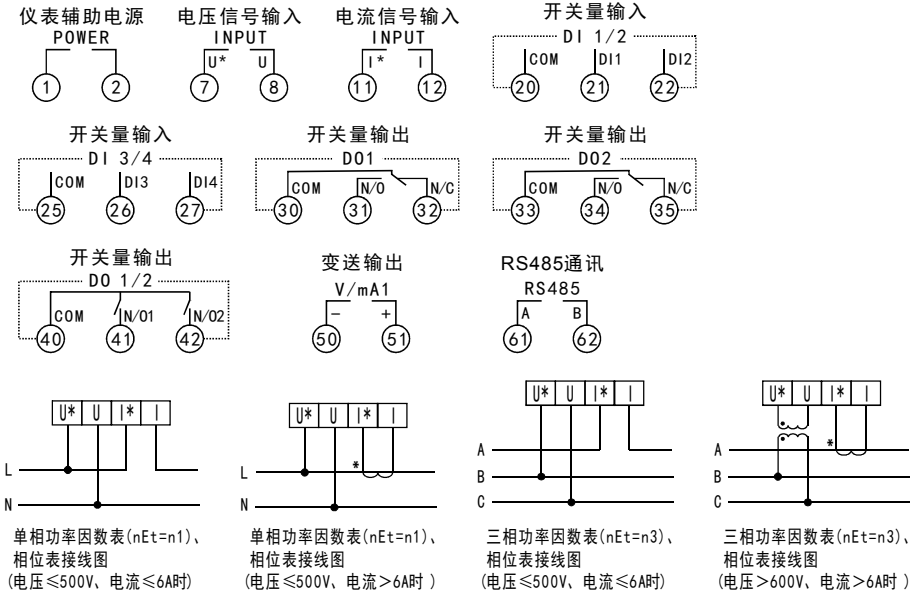 仪表辅助电源
POWER
1 2
电压信号输入
INPUT
U* U
7 8
电流信号输入
INPUT
I* I
11 12
开关量输入
DI 1/2
COM DI1 DI2
20 21 22
开关量输入
DI 3/4
COM DI3 DI4
25 26 27
开关量输出
DO1
COM N/O N/C
30 31 32
开关量输出
DO2
COM N/O N/C
33 34 35
开关量输出
DO 1/2
COM N/O1 N/O2
40 41 42
变送输出
V/mA1
- +
50 51
RS485通讯
RS485
A B
61 62
U* U I* I
L
N
单相功率因数表(nEt=n1)、
相位表接线图
(电压≤500V、电流≤6A时)
U* U I* I
*
L
N
单相功率因数表(nEt=n1)、
相位表接线图
(电压≤500V、电流>6A时 )
U* U I* I
A
B
C
三相功率因数表(nEt=n3)、
相位表接线图
(电压≤500V、电流≤6A时)
U* U I* I
*
A
B
C
三相功率因数表(nEt=n3)、
相位表接线图
(电压>600V、电流>6A时 )